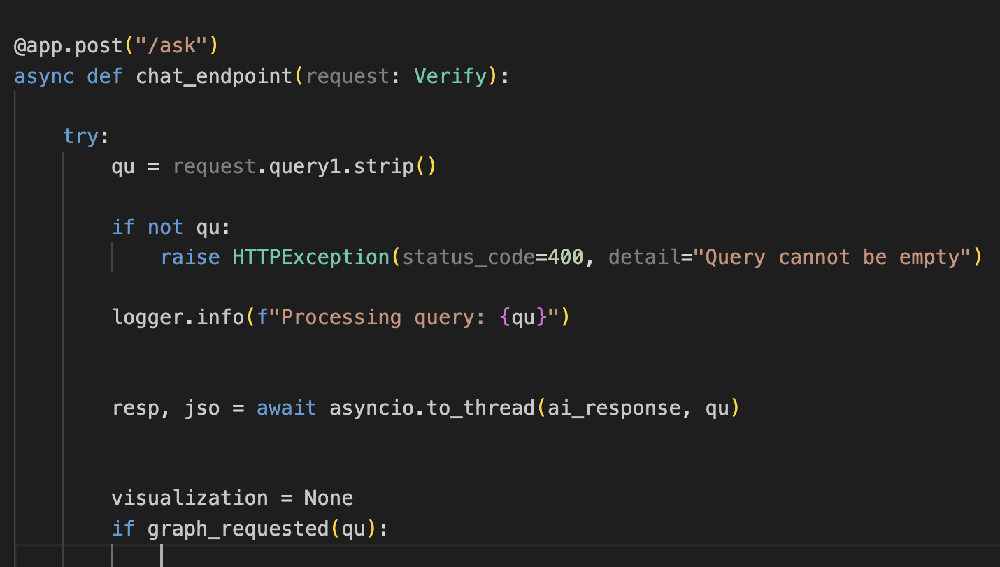 @app.post("/ask")
async def chat_endpoint(request: Verify):
try:
qu = request.query1.strip()
if not qu:
raise HTTPException(status_code=400, detail="Query cannot be empty")
logger.info(f"Processing query: {qu}")
resp, jso = await asyncio.to_thread(ai_response, qu)
visualization = None
if graph_requested(qu):